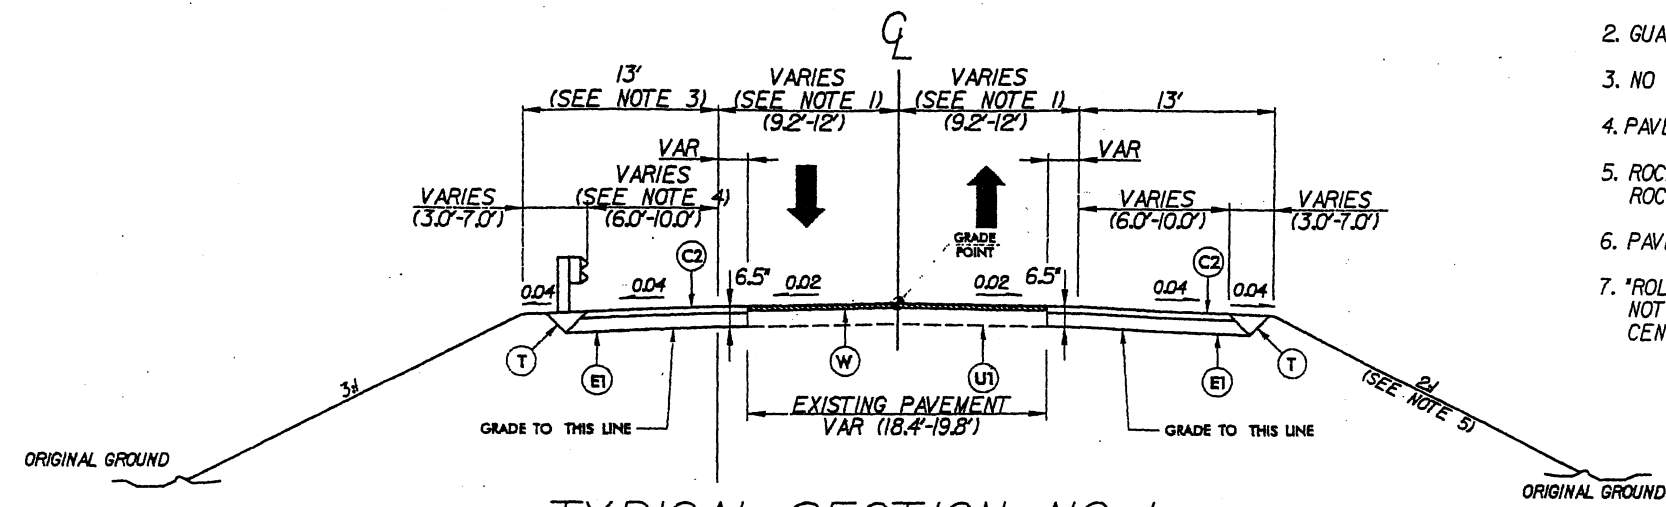 CL
13'
(SEE NOTE 3)
VARIES
(SEE NOTE 1)
(9.2'-12')
VARIES
(SEE NOTE 1)
(9.2'-12')
13'
VAR
VAR
VARIES
(3.0'-7.0')
VARIES
(SEE NOTE 4)
(6.0'-10.0')
VARIES
(6.0'-10.0')
VARIES
(3.0'-7.0')
GRADE
POINT
C2
C2
0.04
0.04
6.5"
0.02
0.02
6.5"
0.04
0.04
T
E1
W
U1
E1
T
3:1
2:1
(SEE NOTE 5)
EXISTING PAVEMENT
VAR (18.4'-19.8')
GRADE TO THIS LINE
GRADE TO THIS LINE
ORIGINAL GROUND
ORIGINAL GROUND
TYPICAL SECTION NO. 1
2. GUA
3. NO
4. PAVE
5. ROC
ROC
6. PAV
7. "ROL
NOT
CEN